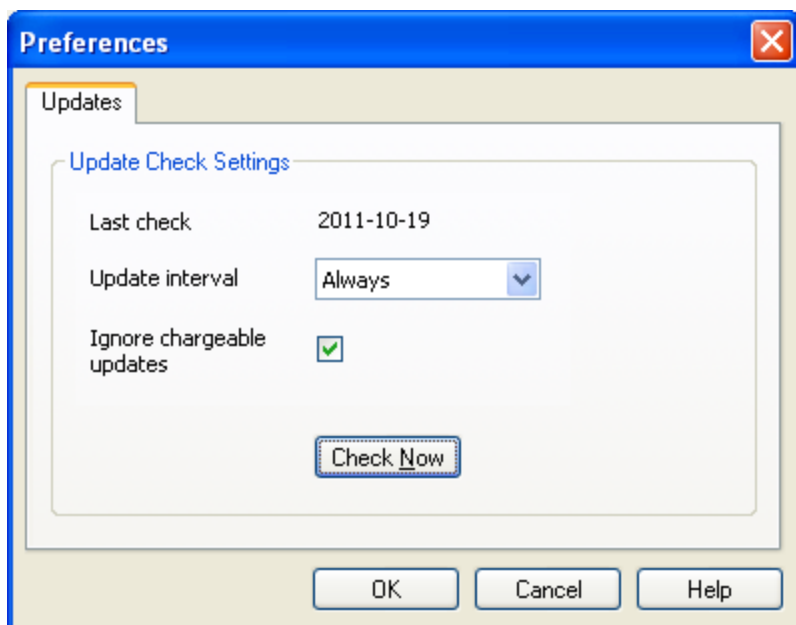 Preferences
Updates
Update Check Settings
Last check 2011-10-19
Update interval Always
Ignore chargeable
updates
Check Now
OK Cancel Help